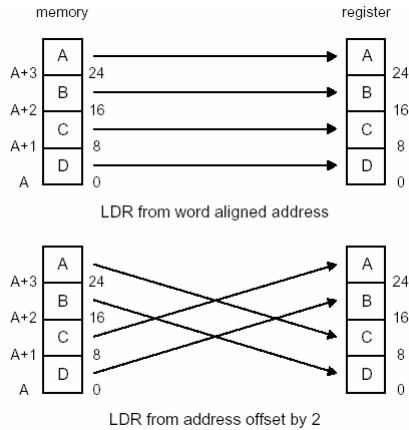 memory register
A A
A+3 24 24
B B
A+2 16 16
C C
A+1 8 8
D D
A 0 0
LDR from word aligned address
A A
A+3 24 24
B B
A+2 16 16
C C
A+1 8 8
D D
A 0 0
LDR from address offset by 2